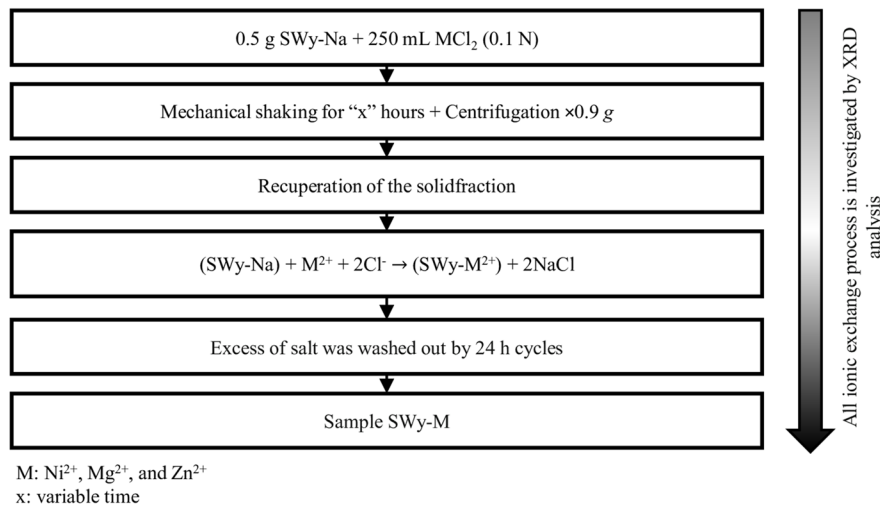 0.5 g SWy-Na + 250 mL MCl₂ (0.1 N)
Mechanical shaking for “x” hours + Centrifugation ×0.9 g
Recuperation of the solidfraction
(SWy-Na) + M²⁺ + 2Cl⁻ → (SWy-M²⁺) + 2NaCl
Excess of salt was washed out by 24 h cycles
Sample SWy-M
M: Ni²⁺, Mg²⁺, and Zn²⁺
x: variable time
All ionic exchange process is investigated by XRD
analysis